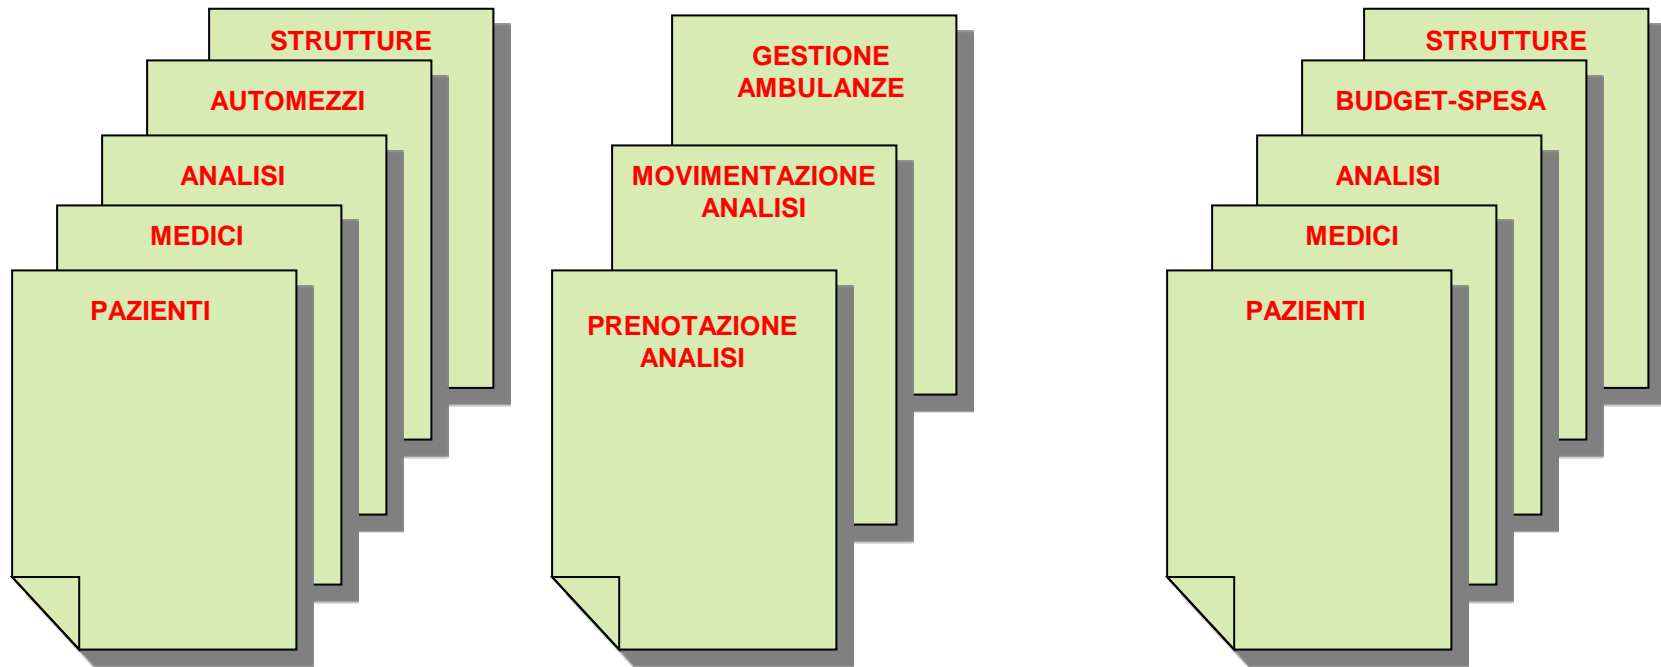 STRUTTURE
AUTOMEZZI
ANALISI
MEDICI
PAZIENTI
GESTIONE
AMBULANZE
MOVIMENTAZIONE
ANALISI
PRENOTAZIONE
ANALISI
STRUTTURE
BUDGET-SPESA
ANALISI
MEDICI
PAZIENTI